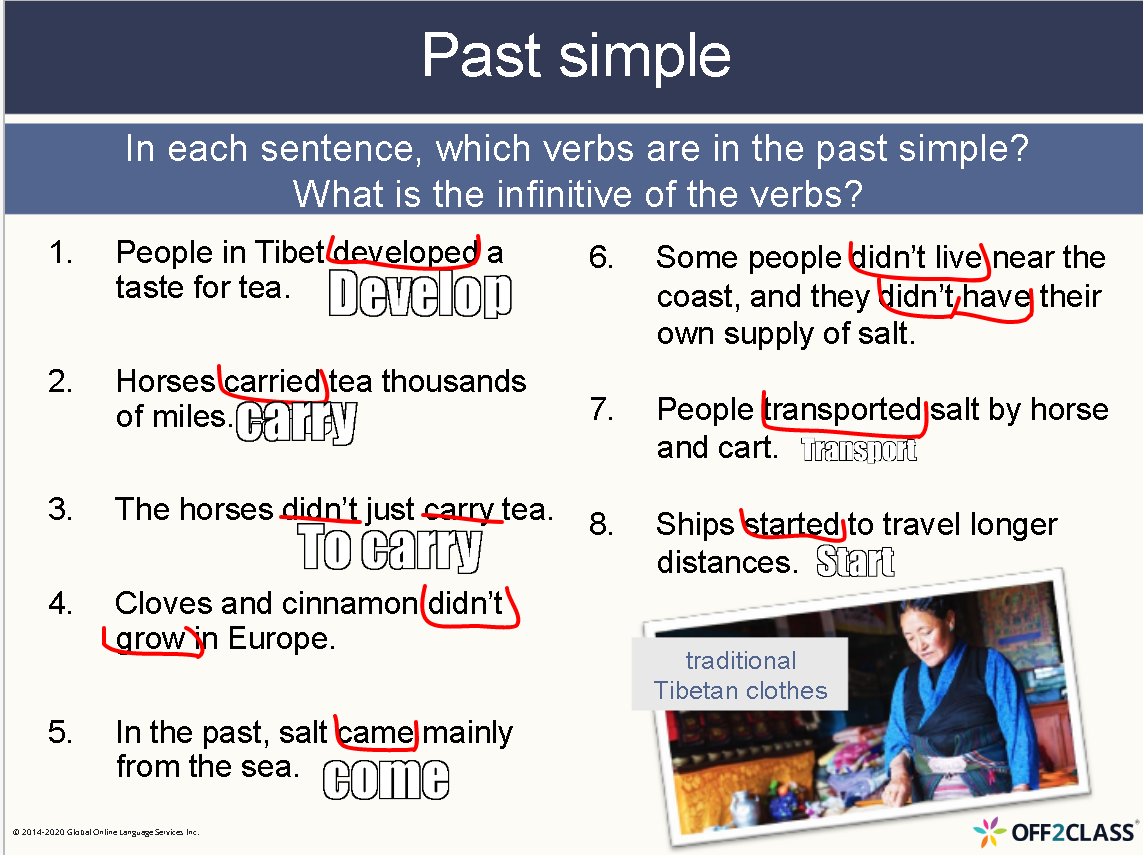 Past simple
In each sentence, which verbs are in the past simple?
What is the infinitive of the verbs?
1. People in Tibet developed a
taste for tea.
Develop
2. Horses carried tea thousands
of miles.
carry
3. The horses didn't just carry tea.
To carry
4. Cloves and cinnamon didn't
grow in Europe.
5. In the past, salt came mainly
from the sea.
come
6. Some people didn't live near the
coast, and they didn't have their
own supply of salt.
7. People transported salt by horse
and cart.
Transport
8. Ships started to travel longer
distances.
Start
traditional
Tibetan clothes
© 2014-2020 Global Online Language Services Inc.
OFF2CLASS®